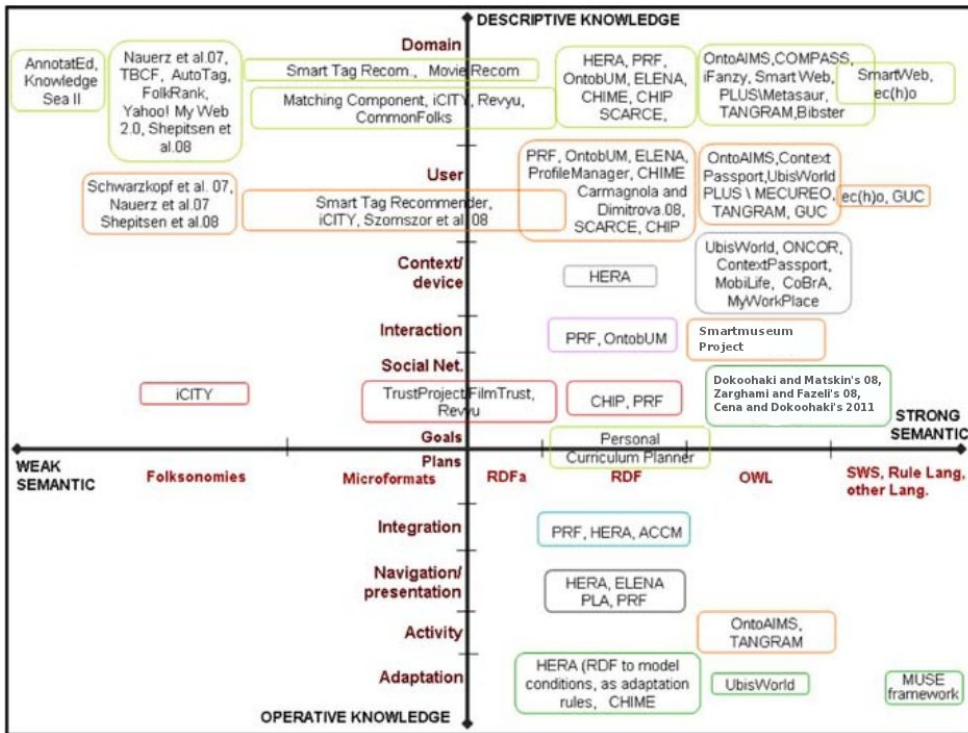 DESCRIPTIVE KNOWLEDGE
Domain
AnnotatEd,
Knowledge
Sea II
Nauerz et al.07,
TBCF, AutoTag,
FolkRank,
Yahoo! My Web
2.0, Shepitsen et
al.08
Smart Tag Recom., Movie Recom
Matching Component, iCITY, Revyu,
CommonFolks
HERA, PRF,
OntobUM, ELENA,
CHIME, CHIP
SCARCE,
OntoAIMS,COMPASS,
iFanzy, Smart Web,
PLUS\Metasaur,
TANGRAM,Bibster
SmartWeb,
ec(h)o
User
Schwarzkopf et al. 07,
Nauerz et al.07
Shepitsen et al.08
Smart Tag Recommender,
iCITY, Szomszor et al.08
PRF, OntobUM, ELENA,
ProfileManager, CHIME
Carmagnola and
Dimitrova.08,
SCARCE, CHIP
OntoAIMS,Context
Passport,UbisWorld
PLUS \ MECUREO,
TANGRAM, GUC
ec(h)o, GUC
Context/
device
HERA
UbisWorld, ONCOR,
ContextPassport,
MobiLife, CoBrA,
MyWorkPlace
Interaction
PRF, OntobUM
Smartmuseum
Project
Social Net.
iCITY
TrustProject/FilmTrust,
Revyu
CHIP, PRF
Dokoohaki and Matskin's 08,
Zarghami and Fazeli's 08,
Cena and Dokoohaki's 2011
STRONG
SEMANTIC
Goals
Plans
Personal
Curriculum Planner
WEAK
SEMANTIC
Folksonomies
Microformats
RDFa
RDF
OWL
SWS, Rule Lang,
other Lang.
Integration
PRF, HERA, ACCM
Navigation/
presentation
HERA, ELENA
PLA, PRF
Activity
OntoAIMS,
TANGRAM
Adaptation
HERA (RDF to model
conditions, as adaptation
rules, CHIME
UbisWorld
MUSE
framework
OPERATIVE KNOWLEDGE